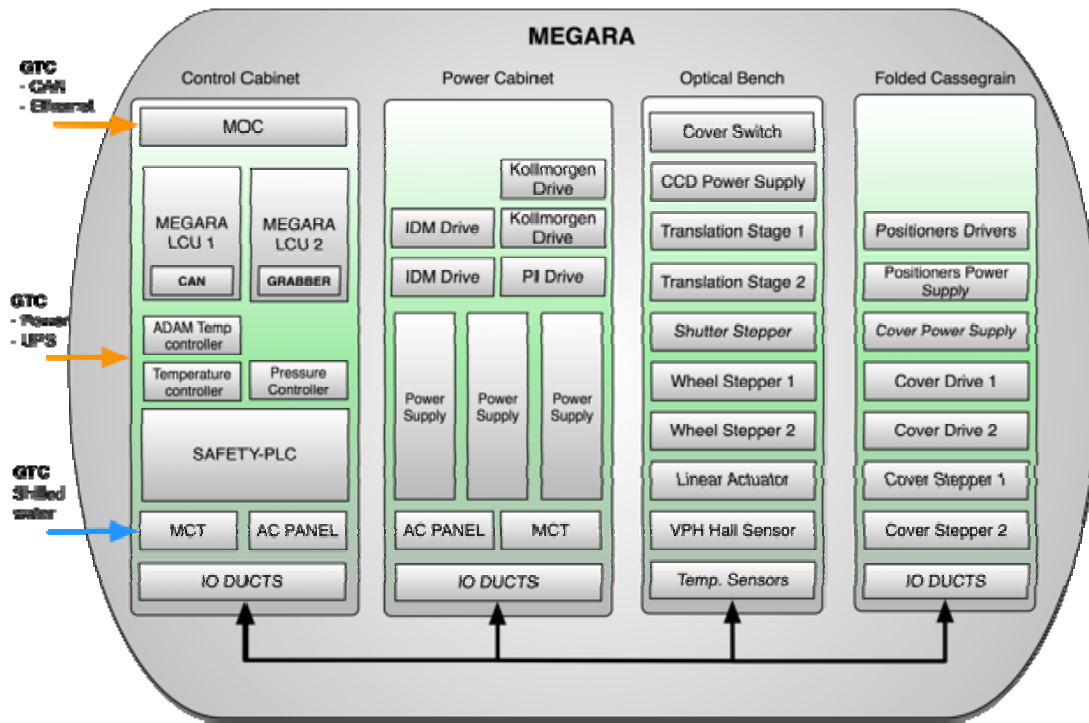 MEGARA
GTC
- CAN
- Ethernet
Control Cabinet
MOC
MEGARA
LCU 1
CAN
MEGARA
LCU 2
GRABBER
GTC
- Power
- UPS
ADAM Temp
controller
Temperature
controller
Pressure
Controller
SAFETY-PLC
GTC
Shilled
water
MCT
AC PANEL
IO DUCTS
Power Cabinet
Kollmorgen
Drive
IDM Drive
Kollmorgen
Drive
IDM Drive
PI Drive
Power
Supply
Power
Supply
Power
Supply
AC PANEL
MCT
IO DUCTS
Optical Bench
Cover Switch
CCD Power Supply
Translation Stage 1
Translation Stage 2
Shutter Stepper
Wheel Stepper 1
Wheel Stepper 2
Linear Actuator
VPH Hall Sensor
Temp. Sensors
Folded Cassegrain
Positioners Drivers
Positioners Power
Supply
Cover Power Supply
Cover Drive 1
Cover Drive 2
Cover Stepper 1
Cover Stepper 2
IO DUCTS